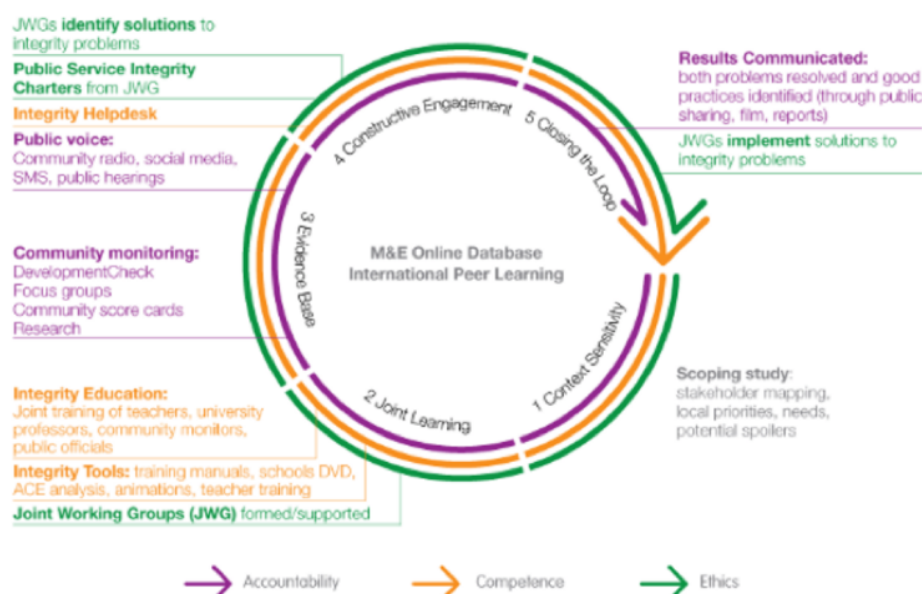 JWGs identify solutions to
integrity problems
Public Service Integrity
Charters from JWG
Integrity Helpdesk
Public voice:
Community radio, social media,
SMS, public hearings
Community monitoring:
DevelopmentCheck
Focus groups
Community score cards
Research
Integrity Education:
Joint training of teachers, university
professors, community monitors,
public officials
Integrity Tools: training manuals, schools DVD,
ACE analysis, animations, teacher training
Joint Working Groups (JWG) formed/supported
4 Constructive Engagement
5 Closing the Loop
3 Evidence Base
M&E Online Database
International Peer Learning
2 Joint Learning
1 Context Sensitivity
Results Communicated:
both problems resolved and good
practices identified (through public
sharing, film, reports)
JWGs implement solutions to
integrity problems
Scoping study:
stakeholder mapping,
local priorities, needs,
potential spoilers
Accountability
Competence
Ethics